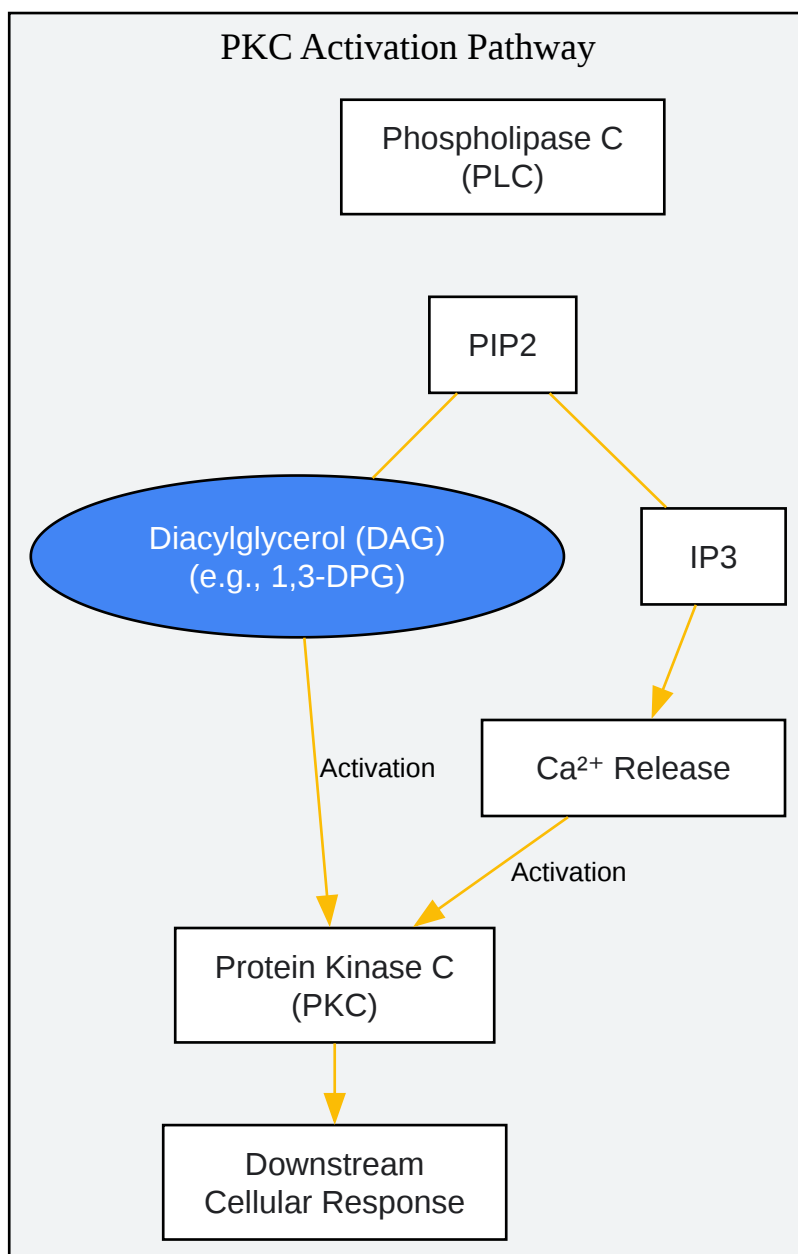 PKC Activation Pathway
Phospholipase C
(PLC)
PIP2
Diacylglycerol (DAG)
(e.g., 1,3-DPG)
IP3
Ca²⁺ Release
Activation
Activation
Protein Kinase C
(PKC)
Downstream
Cellular Response